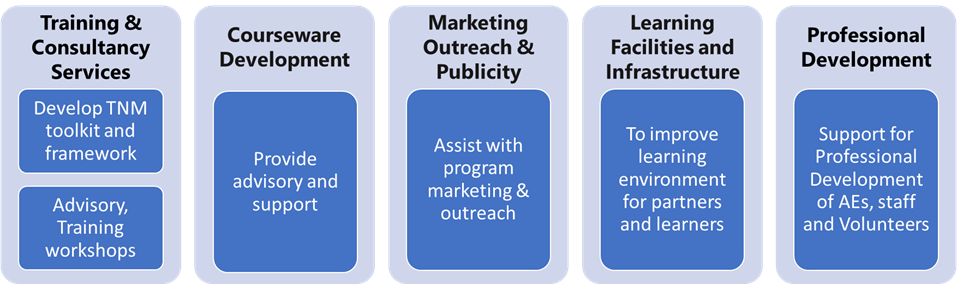 Training &
Consultancy
Services
Develop TNM
toolkit and
framework
Advisory,
Training
workshops
Courseware
Development
Provide
advisory and
support
Marketing
Outreach &
Publicity
Assist with
program
marketing &
outreach
Learning
Facilities and
Infrastructure
To improve
learning
environment
for partners
and learners
Professional
Development
Support for
Professional
Development
of AEs, staff
and Volunteers